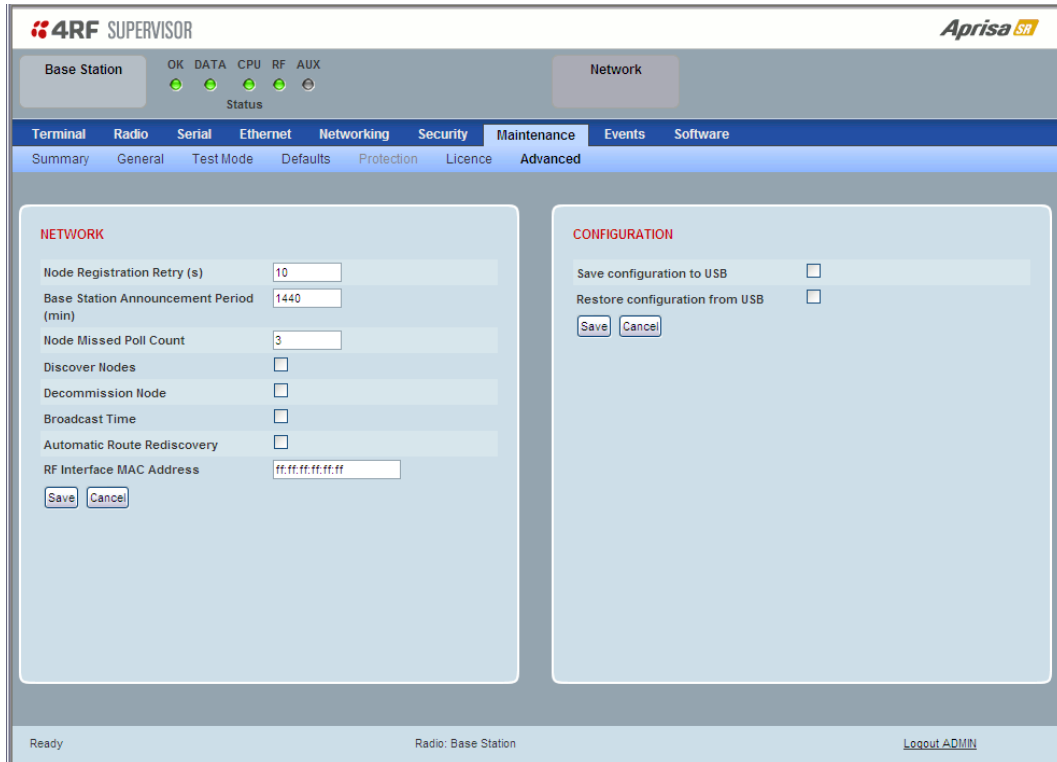 4RF SUPERVISOR
Aprisa SR
Base Station
OK DATA CPU RF AUX
Status
Network
Terminal Radio Serial Ethernet Networking Security Maintenance Events Software
Summary General Test Mode Defaults Protection Licence Advanced
NETWORK
Node Registration Retry (s) 10
Base Station Announcement Period
(min) 1440
Node Missed Poll Count 3
Discover Nodes
Decommission Node
Broadcast Time
Automatic Route Rediscovery
RF Interface MAC Address ff:ff:ff:ff:ff:ff
Save Cancel
CONFIGURATION
Save configuration to USB
Restore configuration from USB
Save Cancel
Ready
Radio: Base Station
Logout ADMIN